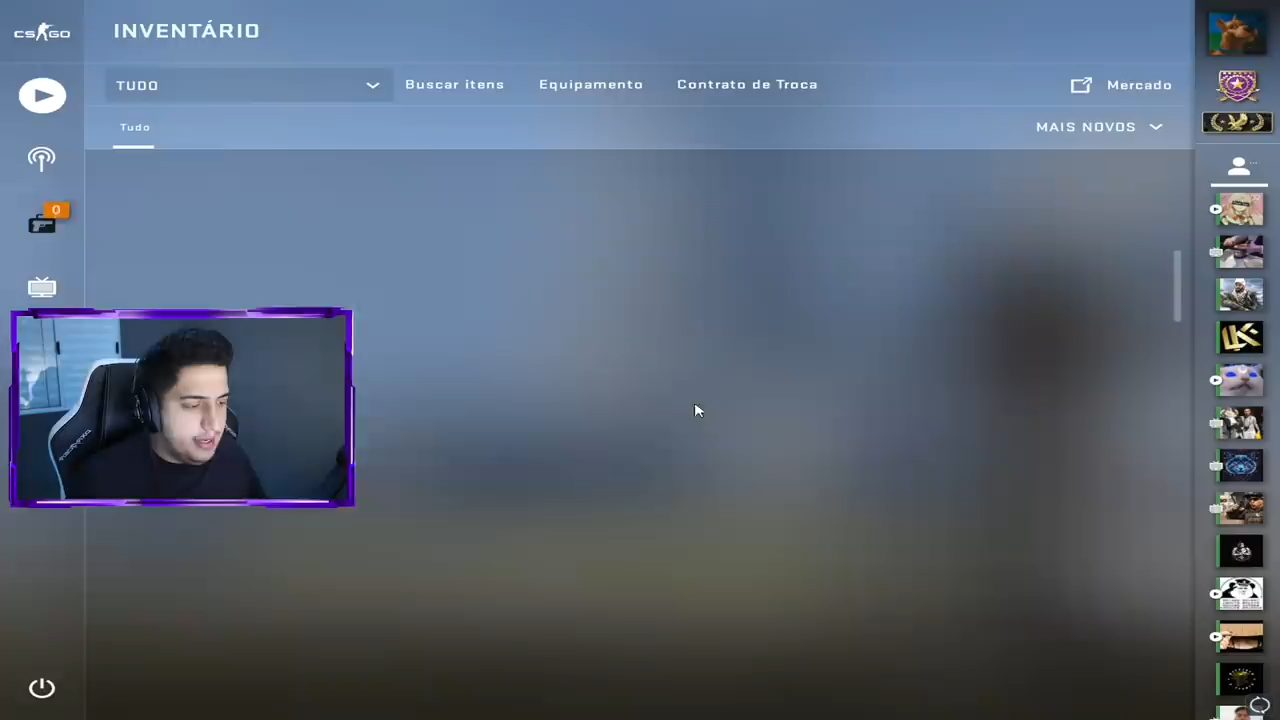 CS GO
INVENTÁRIO
TUDO
Buscar itens
Equipamento
Contrato de Troca
Mercado
Tudo
MAIS NOVOS
0